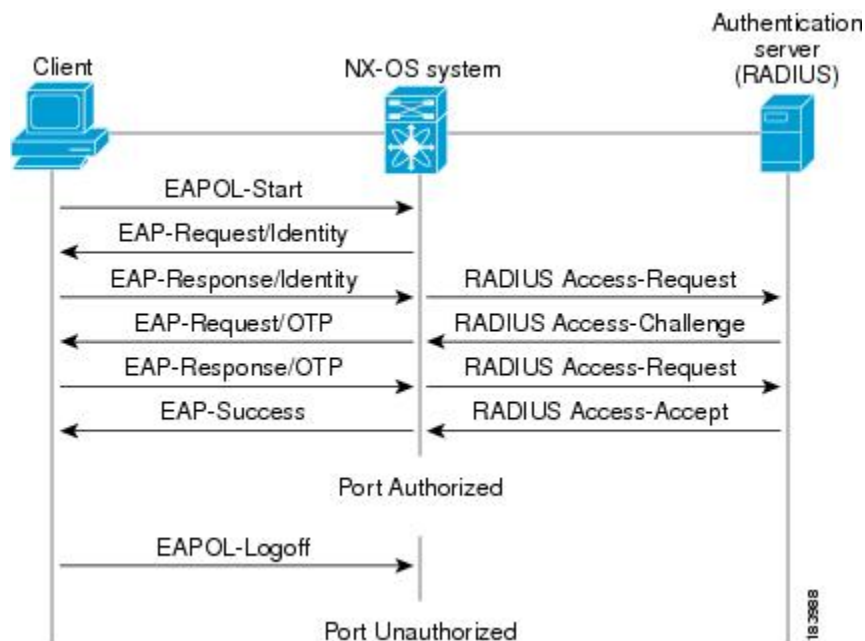 Authentication
server
(RADIUS)
Client
NX-OS system
EAPOL-Start
EAP-Request/Identity
EAP-Response/Identity
RADIUS Access-Request
EAP-Request/OTP
RADIUS Access-Challenge
EAP-Response/OTP
RADIUS Access-Request
EAP-Success
RADIUS Access-Accept
Port Authorized
EAPOL-Logoff
Port Unauthorized
183988